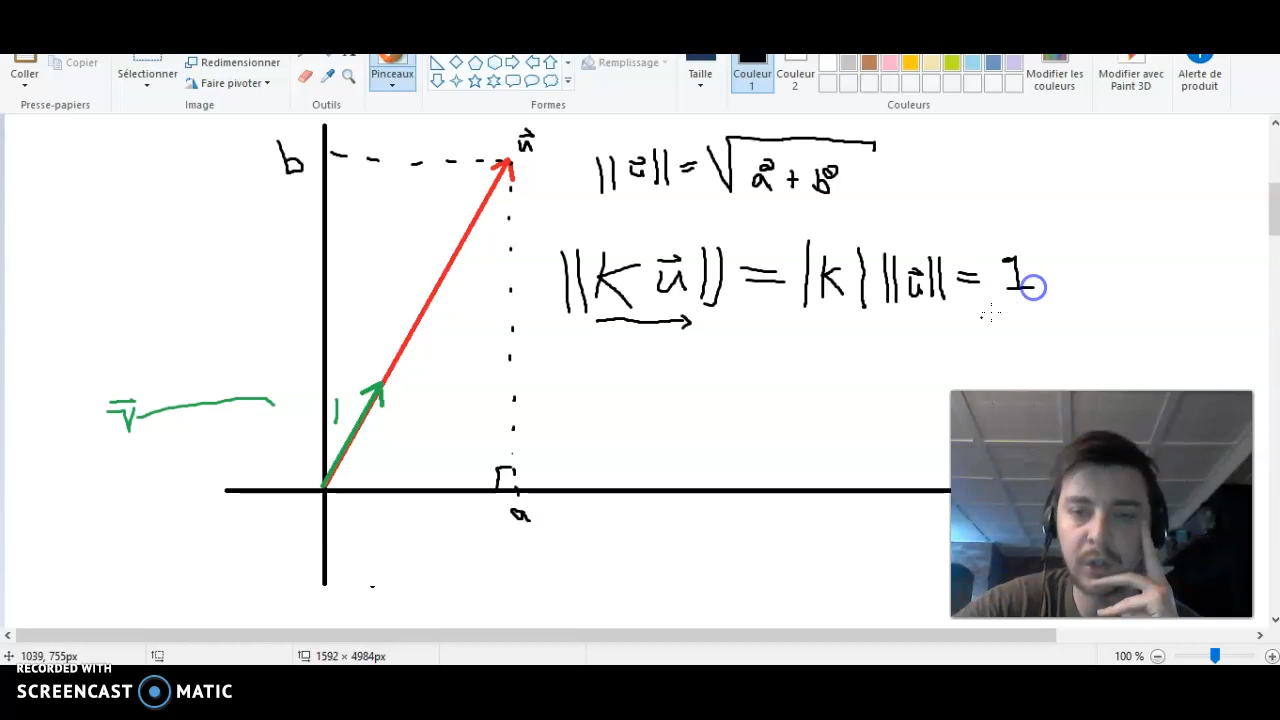 Coller
Copier
Presse-papiers
Sélectionner
Redimensionner
Faire pivoter
Image
Outils
Pinceaux
Formes
Remplissage
Taille
Couleur 1
Couleur 2
Couleurs
Modifier les couleurs
Modifier avec Paint 3D
Alerte de produit
b
u⃗
||u⃗|| = √a² + b²
||K u⃗|| = |K| ||u⃗|| = 1
v⃗
1
a
1039, 755px
1592 × 4984px
100 %
RECORDED WITH
SCREENCAST MATIC